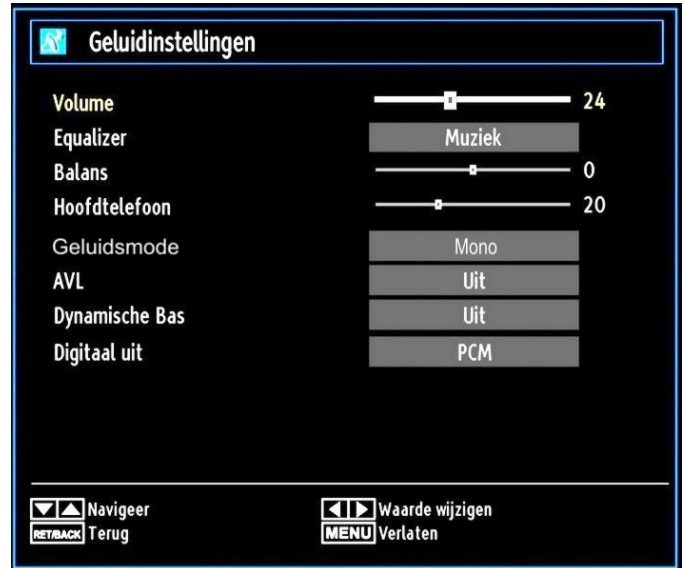 Geluidinstellingen
Volume 24
Equalizer Muziek
Balans 0
Hoofdtelefoon 20
Geluidsmode Mono
AVL Uit
Dynamische Bas Uit
Digitaal uit PCM
Navigeer Waarde wijzigen
RET/BACK Terug MENU Verlaten